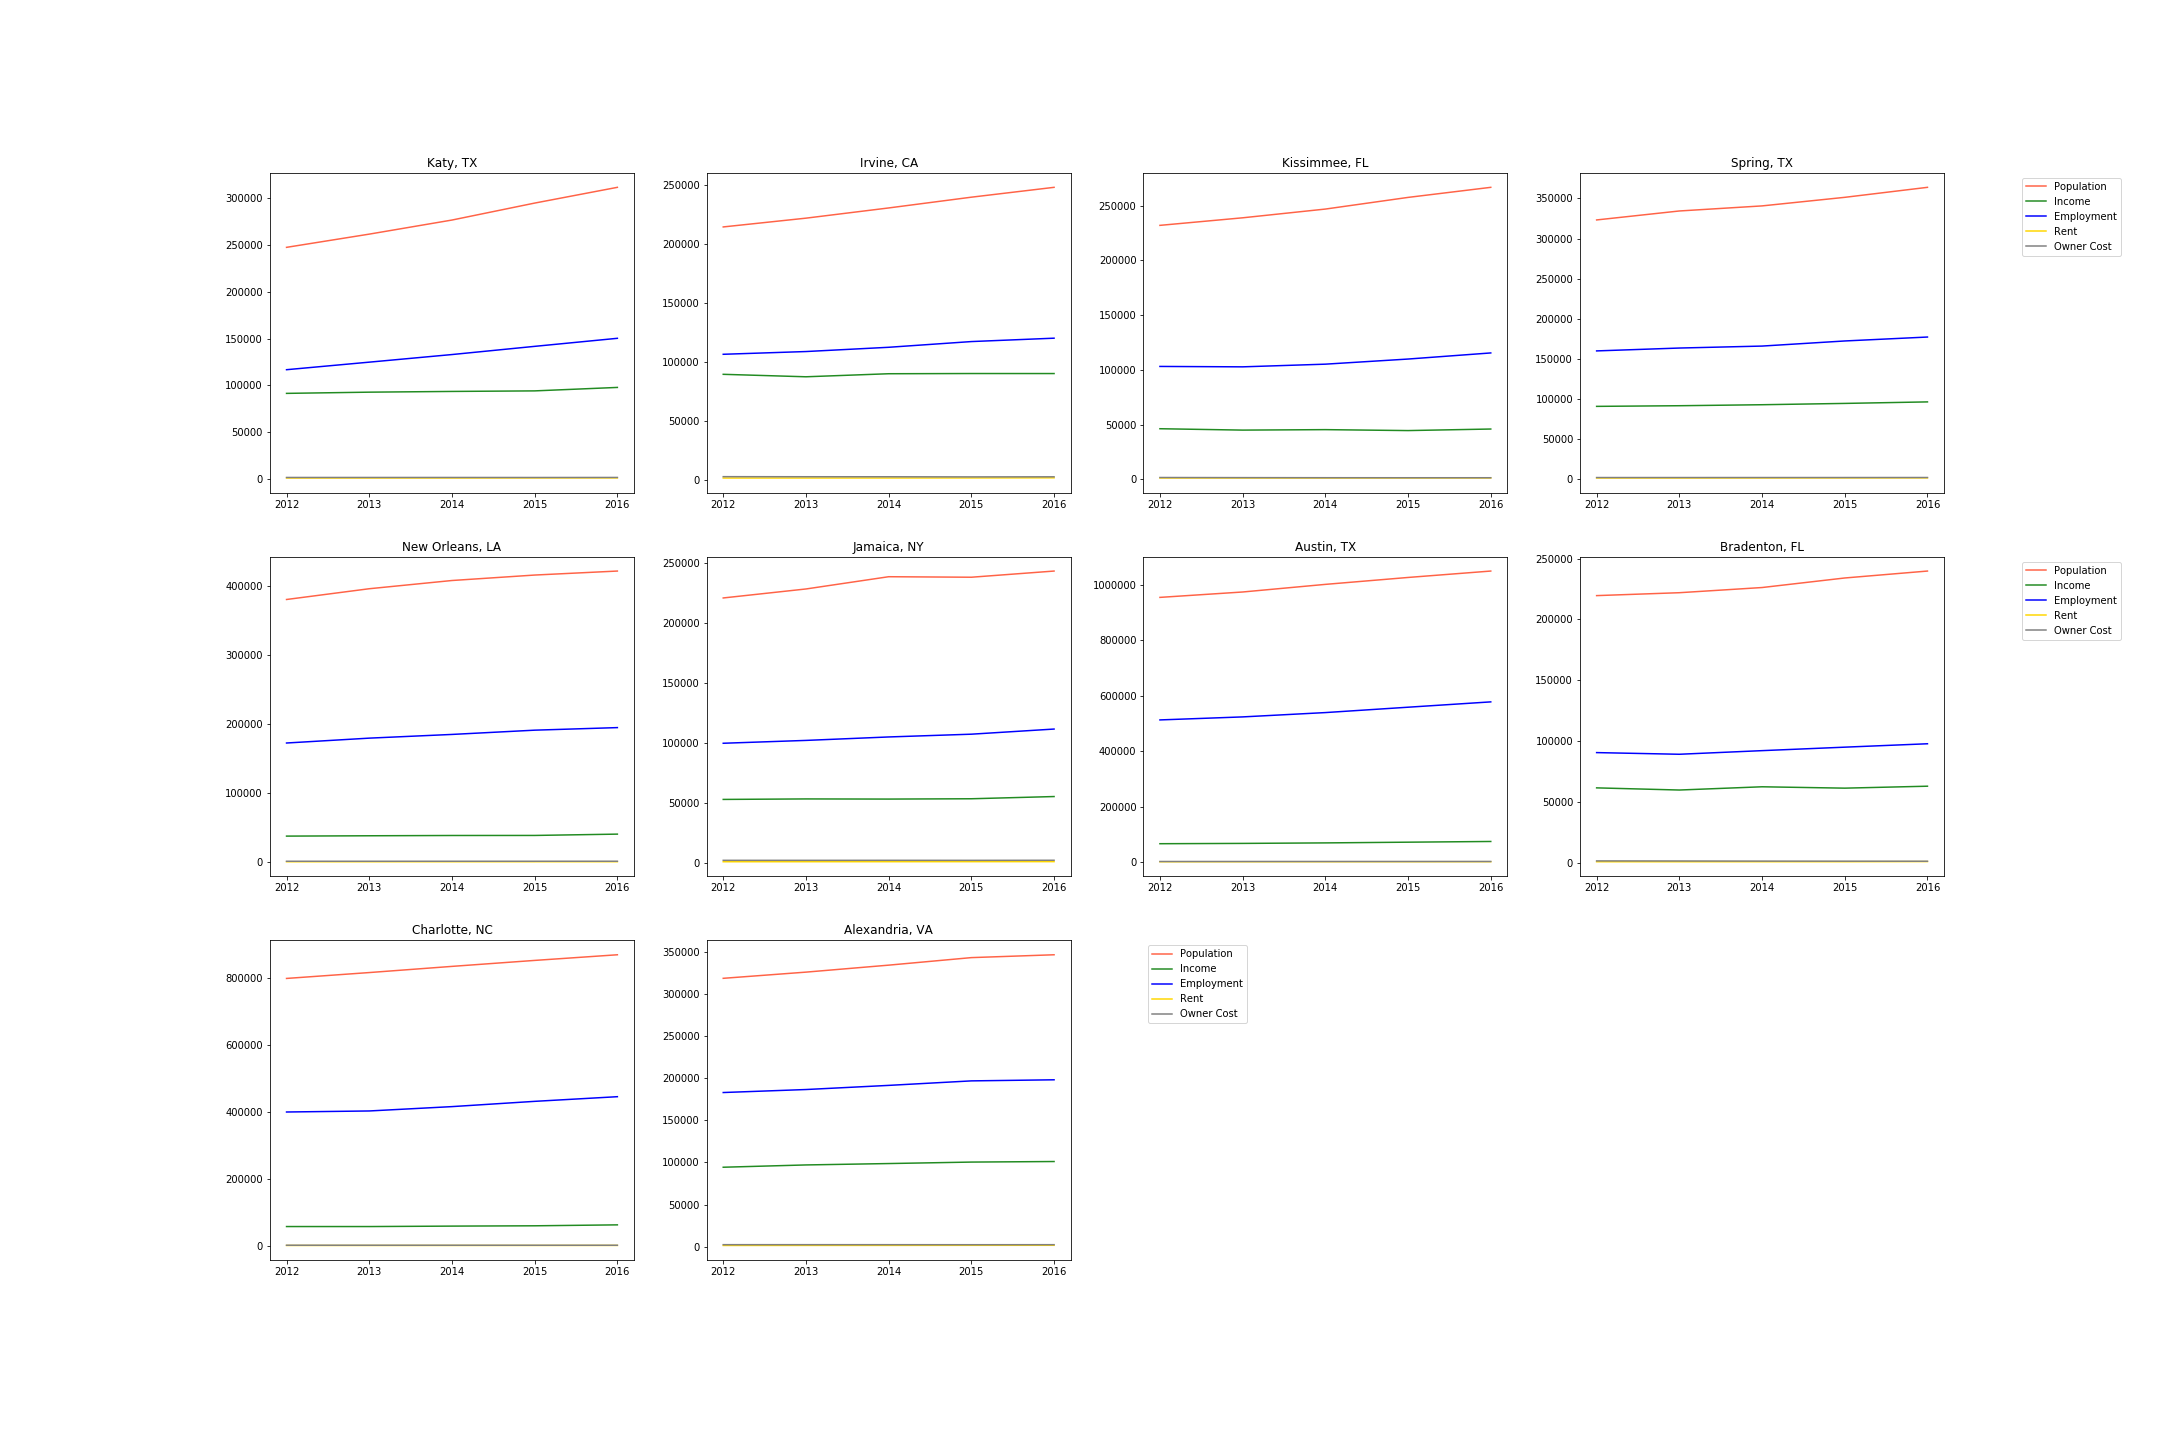 Katy, TX
300000
250000
200000
150000
100000
50000
0
2012 2013 2014 2015 2016
Irvine, CA
250000
200000
150000
100000
50000
0
2012 2013 2014 2015 2016
Kissimmee, FL
250000
200000
150000
100000
50000
0
2012 2013 2014 2015 2016
Spring, TX
350000
300000
250000
200000
150000
100000
50000
0
2012 2013 2014 2015 2016
Population
Income
Employment
Rent
Owner Cost
New Orleans, LA
400000
300000
200000
100000
0
2012 2013 2014 2015 2016
Jamaica, NY
250000
200000
150000
100000
50000
0
2012 2013 2014 2015 2016
Austin, TX
1000000
800000
600000
400000
200000
0
2012 2013 2014 2015 2016
Bradenton, FL
250000
200000
150000
100000
50000
0
2012 2013 2014 2015 2016
Population
Income
Employment
Rent
Owner Cost
Charlotte, NC
800000
600000
400000
200000
0
2012 2013 2014 2015 2016
Alexandria, VA
350000
300000
250000
200000
150000
100000
50000
0
2012 2013 2014 2015 2016
Population
Income
Employment
Rent
Owner Cost